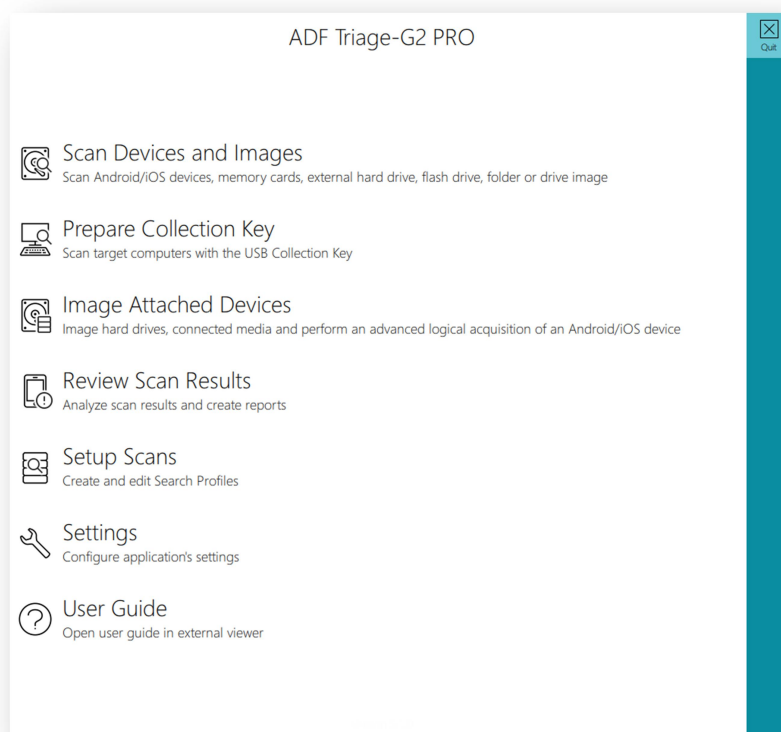 ADF Triage-G2 PRO
Quit
Scan Devices and Images
Scan Android/iOS devices, memory cards, external hard drive, flash drive, folder or drive image
Prepare Collection Key
Scan target computers with the USB Collection Key
Image Attached Devices
Image hard drives, connected media and perform an advanced logical acquisition of an Android/iOS device
Review Scan Results
Analyze scan results and create reports
Setup Scans
Create and edit Search Profiles
Settings
Configure application's settings
User Guide
Open user guide in external viewer